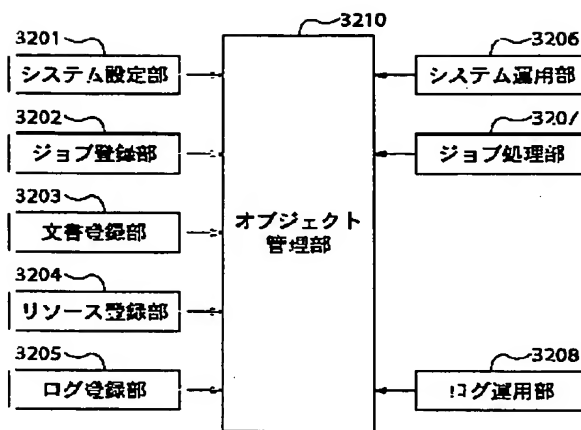 3210
3201
システム設定部
3206
システム運用部
3202
ジョブ登録部
3207
ジョブ処理部
3203
文書登録部
オブジェクト
管理部
3204
リソース登録部
3205
ログ登録部
3208
ログ運用部